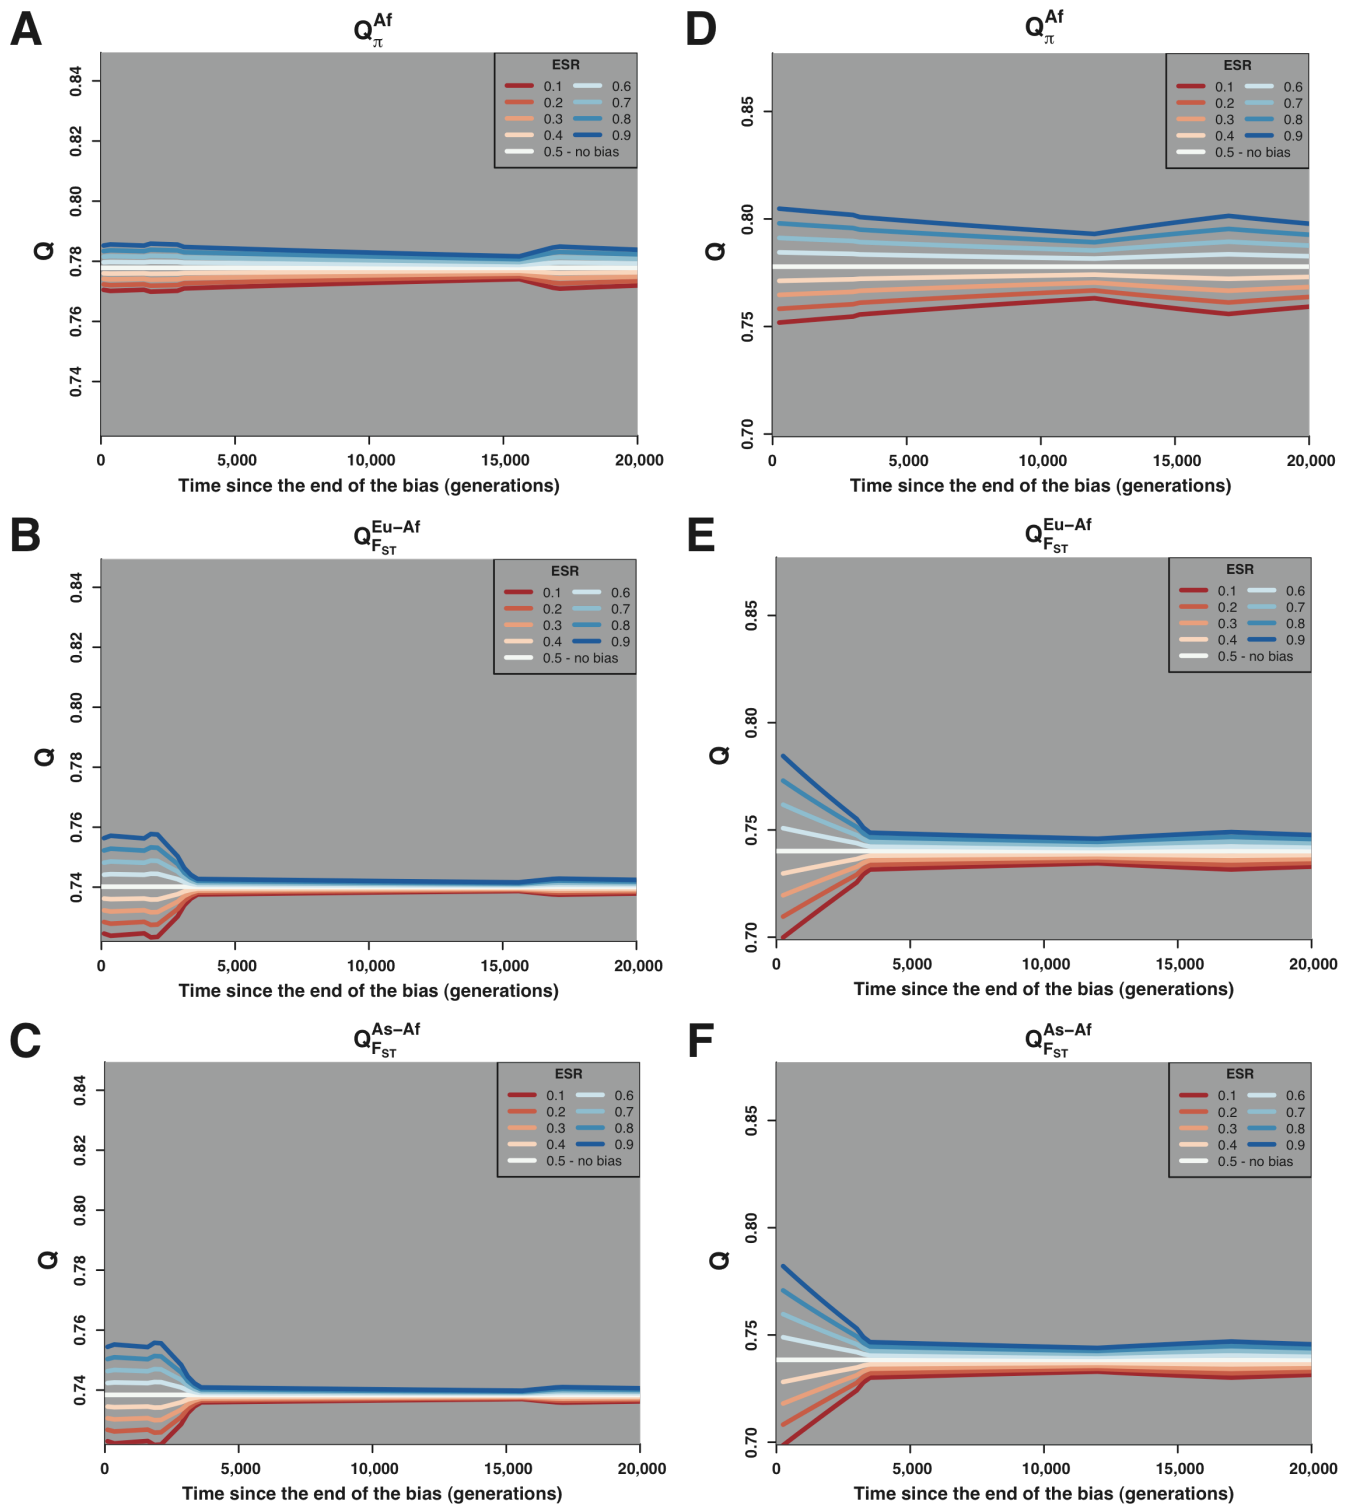 A
Q Af π
ESR
0.1 0.6
0.2 0.7
0.3 0.8
0.4 0.9
0.5 - no bias
Q
0.84
0.82
0.80
0.78
0.76
0.74
0 5,000 10,000 15,000 20,000
Time since the end of the bias (generations)
D
Q Af π
ESR
0.1 0.6
0.2 0.7
0.3 0.8
0.4 0.9
0.5 - no bias
Q
0.85
0.80
0.75
0.70
0 5,000 10,000 15,000 20,000
Time since the end of the bias (generations)
B
Q Eu–Af FST
ESR
0.1 0.6
0.2 0.7
0.3 0.8
0.4 0.9
0.5 - no bias
Q
0.84
0.82
0.80
0.78
0.76
0.74
0 5,000 10,000 15,000 20,000
Time since the end of the bias (generations)
E
Q Eu–Af FST
ESR
0.1 0.6
0.2 0.7
0.3 0.8
0.4 0.9
0.5 - no bias
Q
0.85
0.80
0.75
0.70
0 5,000 10,000 15,000 20,000
Time since the end of the bias (generations)
C
Q As–Af FST
ESR
0.1 0.6
0.2 0.7
0.3 0.8
0.4 0.9
0.5 - no bias
Q
0.84
0.82
0.80
0.78
0.76
0.74
0 5,000 10,000 15,000 20,000
Time since the end of the bias (generations)
F
Q As–Af FST
ESR
0.1 0.6
0.2 0.7
0.3 0.8
0.4 0.9
0.5 - no bias
Q
0.85
0.80
0.75
0.70
0 5,000 10,000 15,000 20,000
Time since the end of the bias (generations)